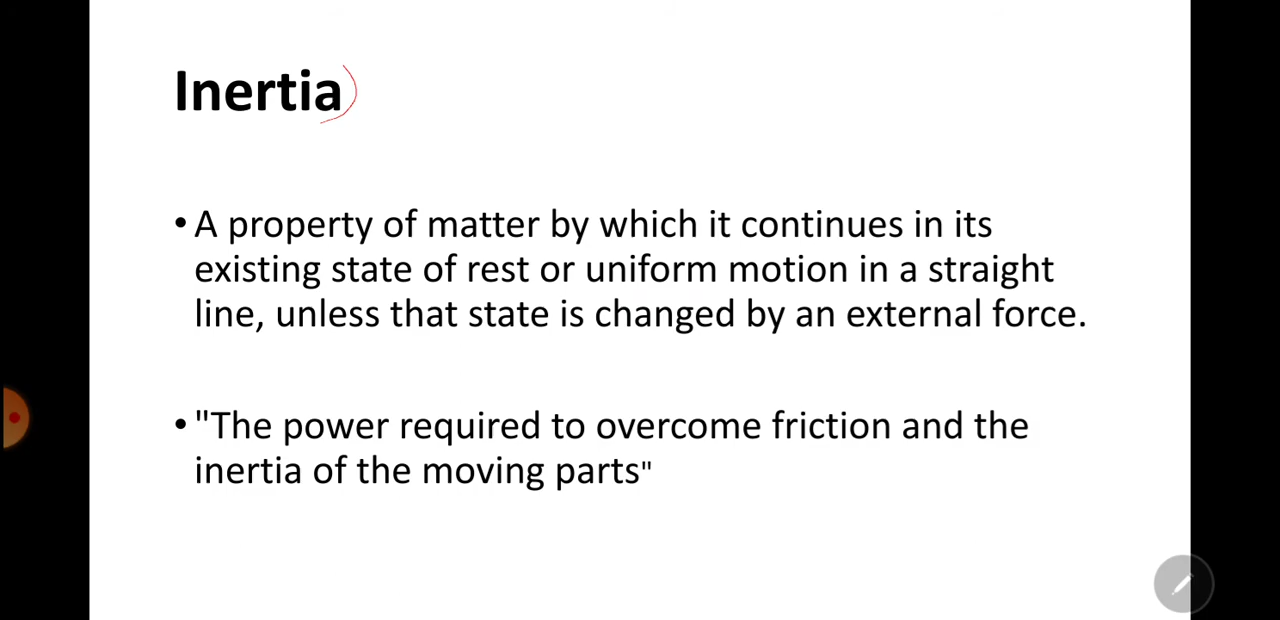 Inertia
• A property of matter by which it continues in its
existing state of rest or uniform motion in a straight
line, unless that state is changed by an external force.
• "The power required to overcome friction and the
inertia of the moving parts"